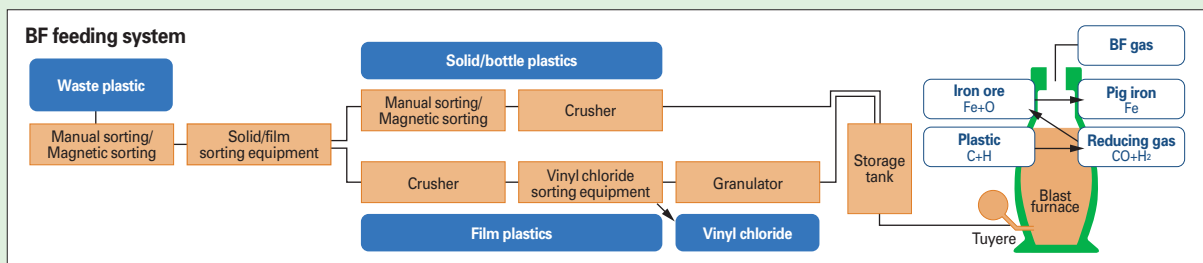 BF feeding system
Waste plastic
Manual sorting/
Magnetic sorting
Solid/film
sorting equipment
Solid/bottle plastics
Manual sorting/
Magnetic sorting
Crusher
Crusher
Vinyl chloride
sorting equipment
Granulator
Film plastics
Vinyl chloride
Storage
tank
BF gas
Iron ore
Fe+O
Pig iron
Fe
Plastic
C+H
Reducing gas
CO+H2
Blast
furnace
Tuyere